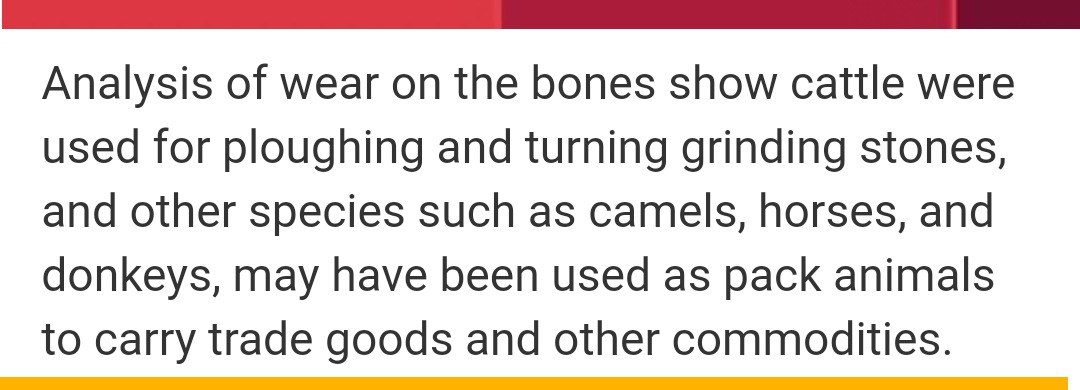 Analysis of wear on the bones show cattle were
used for ploughing and turning grinding stones,
and other species such as camels, horses, and
donkeys, may have been used as pack animals
to carry trade goods and other commodities.